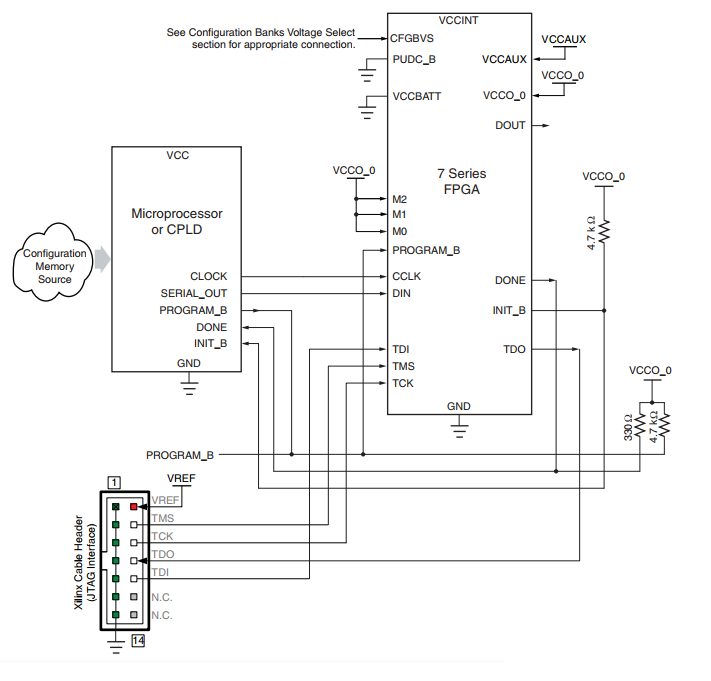 VCCINT
See Configuration Banks Voltage Select
section for appropriate connection.
CFGBVS
VCCAUX
PUDC_B
VCCAUX
VCCO_0
VCCBATT
VCCO_0
DOUT
VCC
VCCO_0
7 Series
FPGA
VCCO_0
M2
Microprocessor
or CPLD
M1
M0
4.7 kΩ
PROGRAM_B
Configuration
Memory
Source
CLOCK
CCLK
DONE
SERIAL_OUT
DIN
PROGRAM_B
INIT_B
DONE
INIT_B
TDI
TDO
GND
TMS
VCCO_0
TCK
GND
330 Ω
4.7 kΩ
PROGRAM_B
VREF
1
VREF
TMS
TCK
TDO
TDI
N.C.
N.C.
Xilinx Cable Header
(JTAG Interface)
14